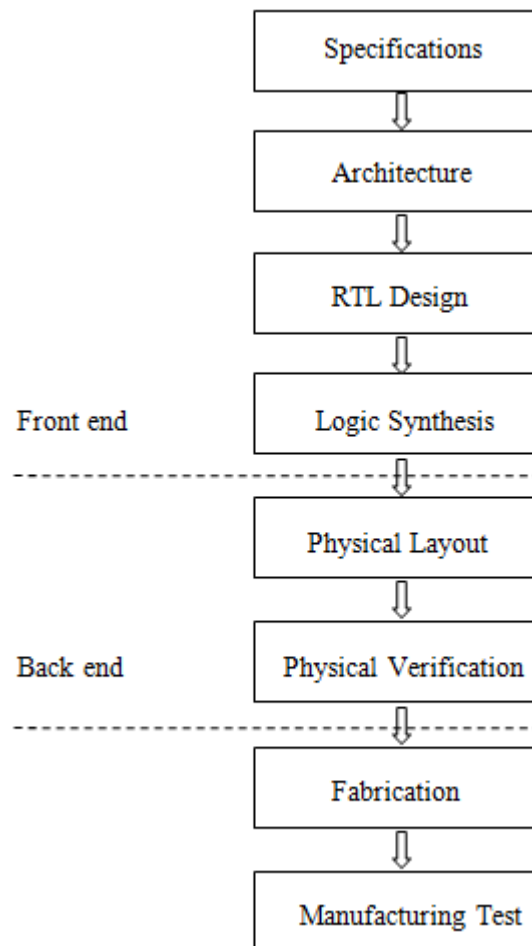 Specifications
Architecture
RTL Design
Front end
Logic Synthesis
Physical Layout
Back end
Physical Verification
Fabrication
Manufacturing Test